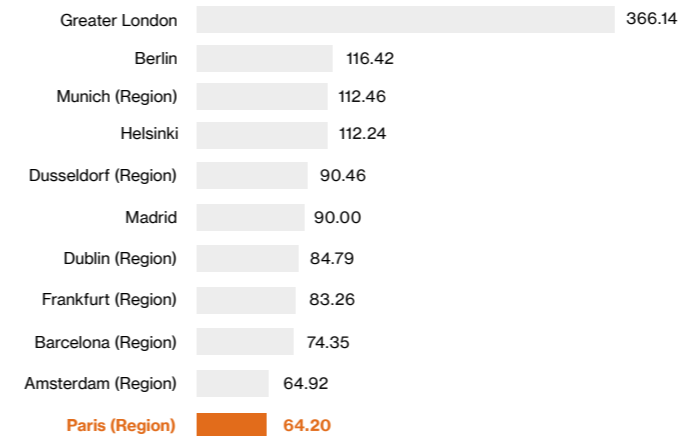 Greater London 366.14
Berlin 116.42
Munich (Region) 112.46
Helsinki 112.24
Dusseldorf (Region) 90.46
Madrid 90.00
Dublin (Region) 84.79
Frankfurt (Region) 83.26
Barcelona (Region) 74.35
Amsterdam (Region) 64.92
Paris (Region) 64.20